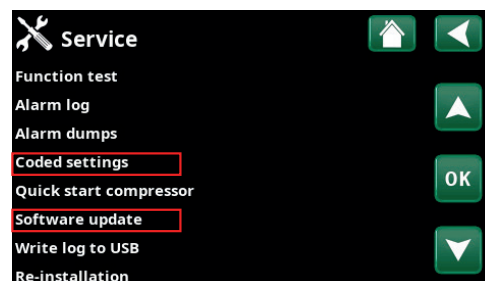 Service
Function test
Alarm log
Alarm dumps
Coded settings
OK
Quick start compressor
Software update
Write log to USB
Re-installation